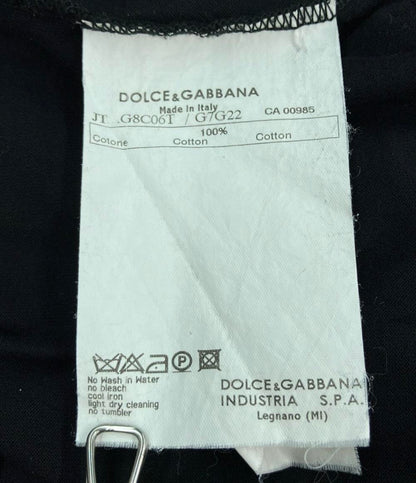 DOLCE&GABBANA
Made in Italy
JT .G8C06T / G7G22 CA 00985
100%
Cotone Cotton Cotton
No Wash in Water
no bleach
cool iron
light dry cleaning
no tumbler
DOLCE&GABBANA
INDUSTRIA S.P.A.
Legnano (MI)